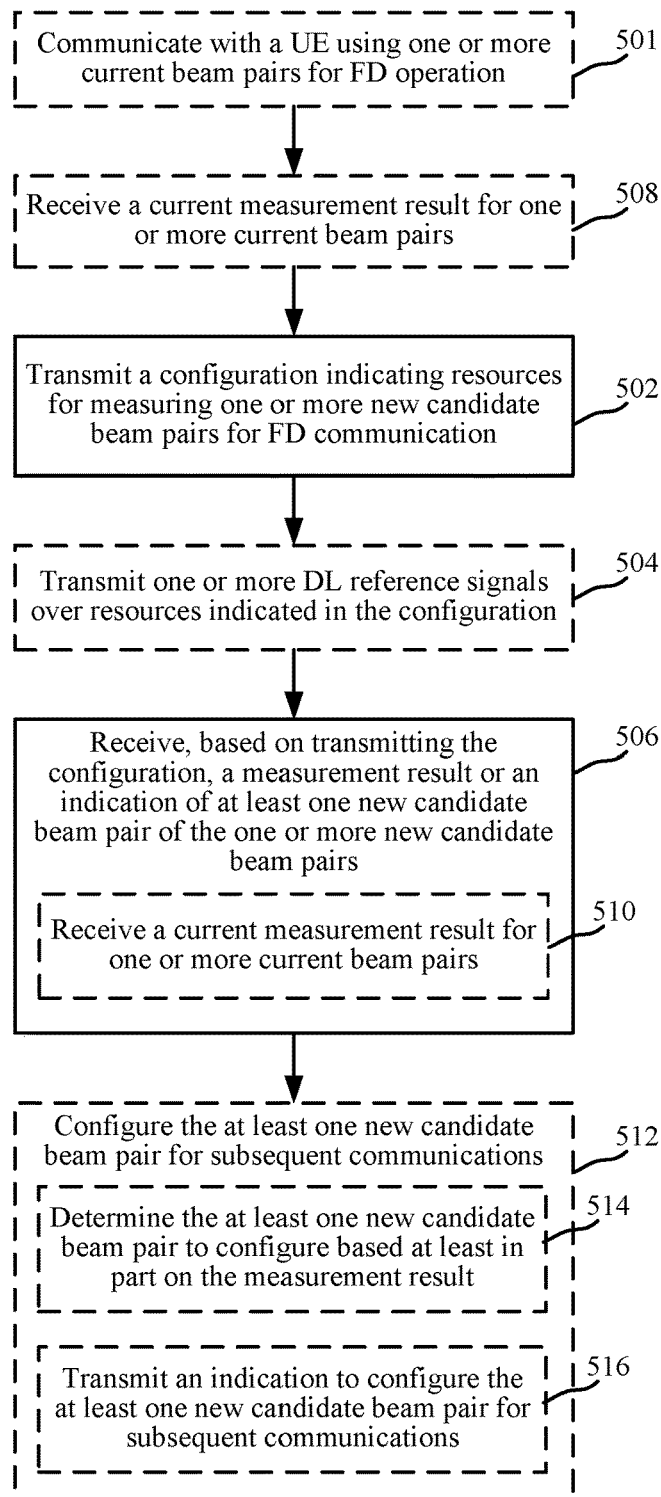 Communicate with a UE using one or more
current beam pairs for FD operation
501
Receive a current measurement result for one
or more current beam pairs
508
Transmit a configuration indicating resources
for measuring one or more new candidate
beam pairs for FD communication
502
Transmit one or more DL reference signals
over resources indicated in the configuration
504
Receive, based on transmitting the
configuration, a measurement result or an
indication of at least one new candidate
beam pair of the one or more new candidate
beam pairs
506
Receive a current measurement result for
one or more current beam pairs
510
Configure the at least one new candidate
beam pair for subsequent communications
512
Determine the at least one new candidate
beam pair to configure based at least in
part on the measurement result
514
Transmit an indication to configure the
at least one new candidate beam pair for
subsequent communications
516